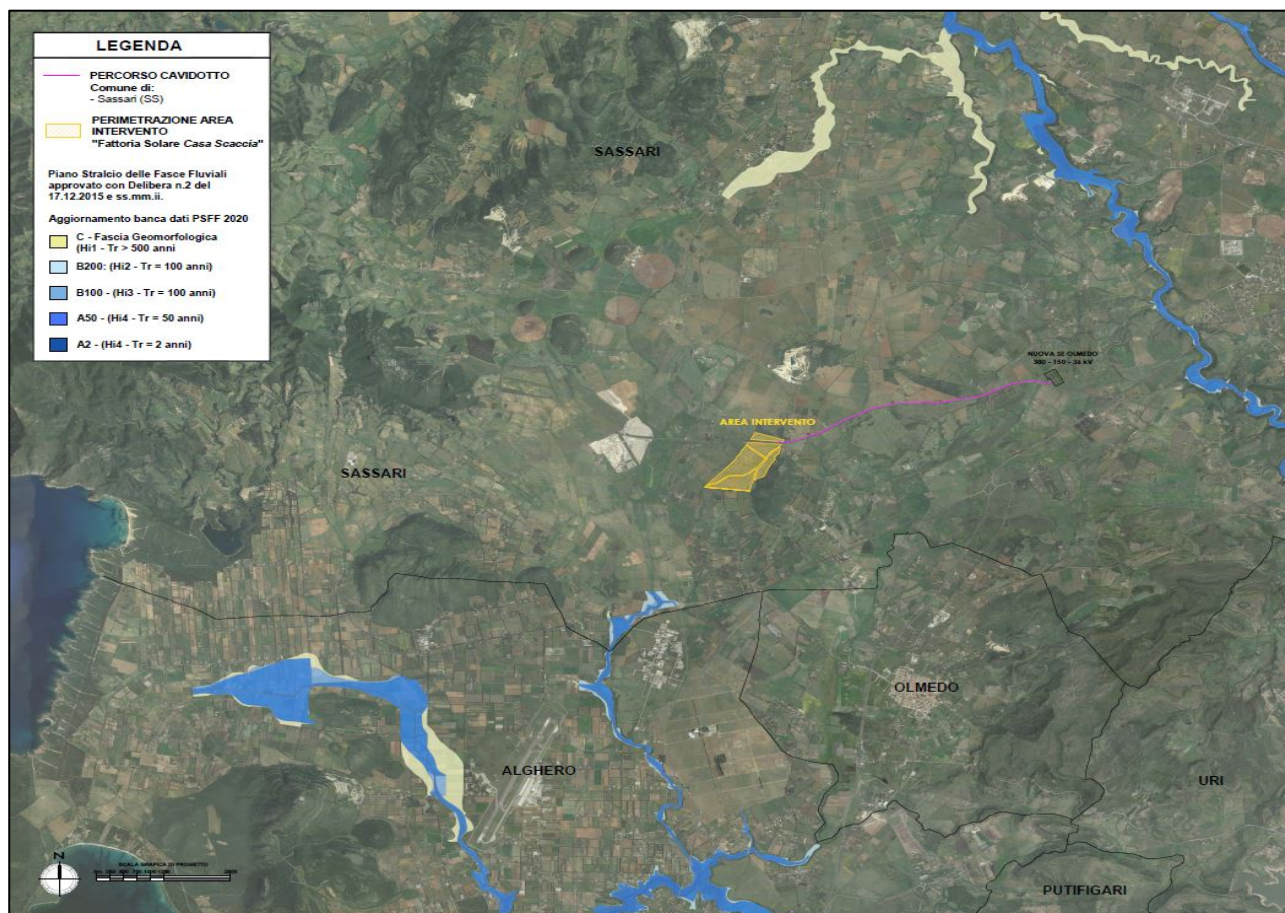 LEGENDA
PERCORSO CAVIDOTTO
Comune di:
- Sassari (SS)
PERIMETRAZIONE AREA
INTERVENTO
"Fattoria Solare Casa Scaccia"
Piano Stralcio delle Fasce Fluviali
approvato con Delibera n.2 del
17.12.2015 e ss.mm.ii.
Aggiornamento banca dati PSFF 2020
C - Fascia Geomorfologica
(Hi1 - Tr > 500 anni
B200: (Hi2 - Tr = 100 anni)
B100 - (Hi3 - Tr = 100 anni)
A50 - (Hi4 - Tr = 50 anni)
A2 - (Hi4 - Tr = 2 anni)
SASSARI
NUOVA SE OLMEDO
380 - 150 - 36 kV
AREA INTERVENTO
SASSARI
OLMEDO
ALGHERO
URI
PUTIFIGARI
N
SCALA GRAFICA DI PROGETTO